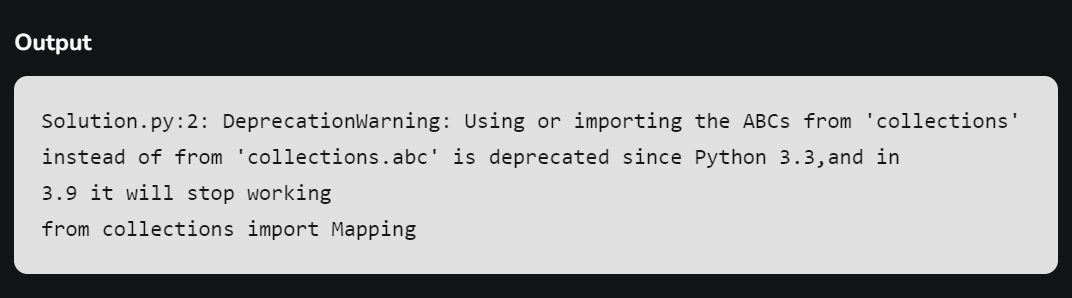 Output
Solution.py:2: DeprecationWarning: Using or importing the ABCs from 'collections'
instead of from 'collections.abc' is deprecated since Python 3.3,and in
3.9 it will stop working
from collections import Mapping